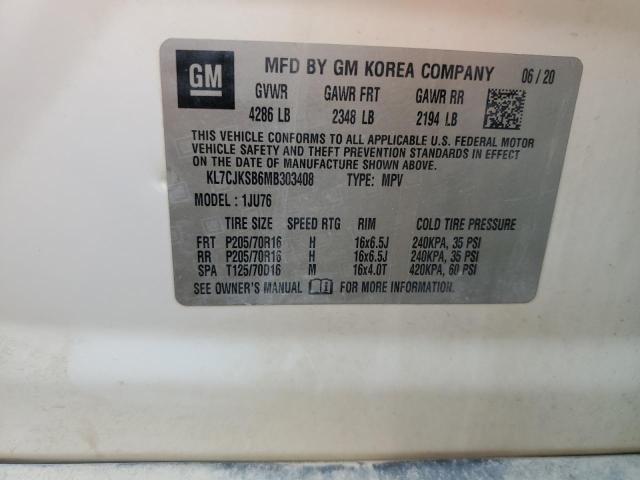 GM MFD BY GM KOREA COMPANY 06/20
GVWR GAWR FRT GAWR RR
4286 LB 2348 LB 2194 LB
THIS VEHICLE CONFORMS TO ALL APPLICABLE U.S. FEDERAL MOTOR
VEHICLE SAFETY AND THEFT PREVENTION STANDARDS IN EFFECT
ON THE DATE OF MANUFACTURE SHOWN ABOVE.
KL7CJKSB6MB303408 TYPE: MPV
MODEL : 1JU76
TIRE SIZE SPEED RTG RIM COLD TIRE PRESSURE
FRT P205/70R16 H 16x6.5J 240KPA, 35 PSI
RR P205/70R16 H 16x6.5J 240KPA, 35 PSI
SPA T125/70D16 M 16x4.0T 420KPA, 60 PSI
SEE OWNER'S MANUAL FOR MORE INFORMATION.